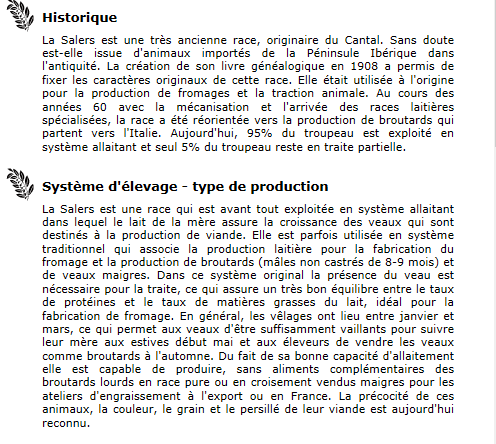 Historique
La Salers est une très ancienne race, originaire du Cantal. Sans doute
est-elle issue d'animaux importés de la Péninsule Ibérique dans
l'antiquité. La création de son livre généalogique en 1908 a permis de
fixer les caractères originaux de cette race. Elle était utilisée à l'origine
pour la production de fromages et la traction animale. Au cours des
années 60 avec la mécanisation et l'arrivée des races laitières
spécialisées, la race a été réorientée vers la production de broutards qui
partent vers l'Italie. Aujourd'hui, 95% du troupeau est exploité en
système allaitant et seul 5% du troupeau reste en traite partielle.
Système d'élevage - type de production
La Salers est une race qui est avant tout exploitée en système allaitant
dans lequel le lait de la mère assure la croissance des veaux qui sont
destinés à la production de viande. Elle est parfois utilisée en système
traditionnel qui associe la production laitière pour la fabrication du
fromage et la production de broutards (mâles non castrés de 8-9 mois) et
de veaux maigres. Dans ce système original la présence du veau est
nécessaire pour la traite, ce qui assure un très bon équilibre entre le taux
de protéines et le taux de matières grasses du lait, idéal pour la
fabrication de fromage. En général, les vêlages ont lieu entre janvier et
mars, ce qui permet aux veaux d'être suffisamment vaillants pour suivre
leur mère aux estives début mai et aux éleveurs de vendre les veaux
comme broutards à l'automne. Du fait de sa bonne capacité d'allaitement
elle est capable de produire, sans aliments complémentaires des
broutards lourds en race pure ou en croisement vendus maigres pour les
ateliers d'engraissement à l'export ou en France. La précocité de ces
animaux, la couleur, le grain et le persillé de leur viande est aujourd'hui
reconnu.